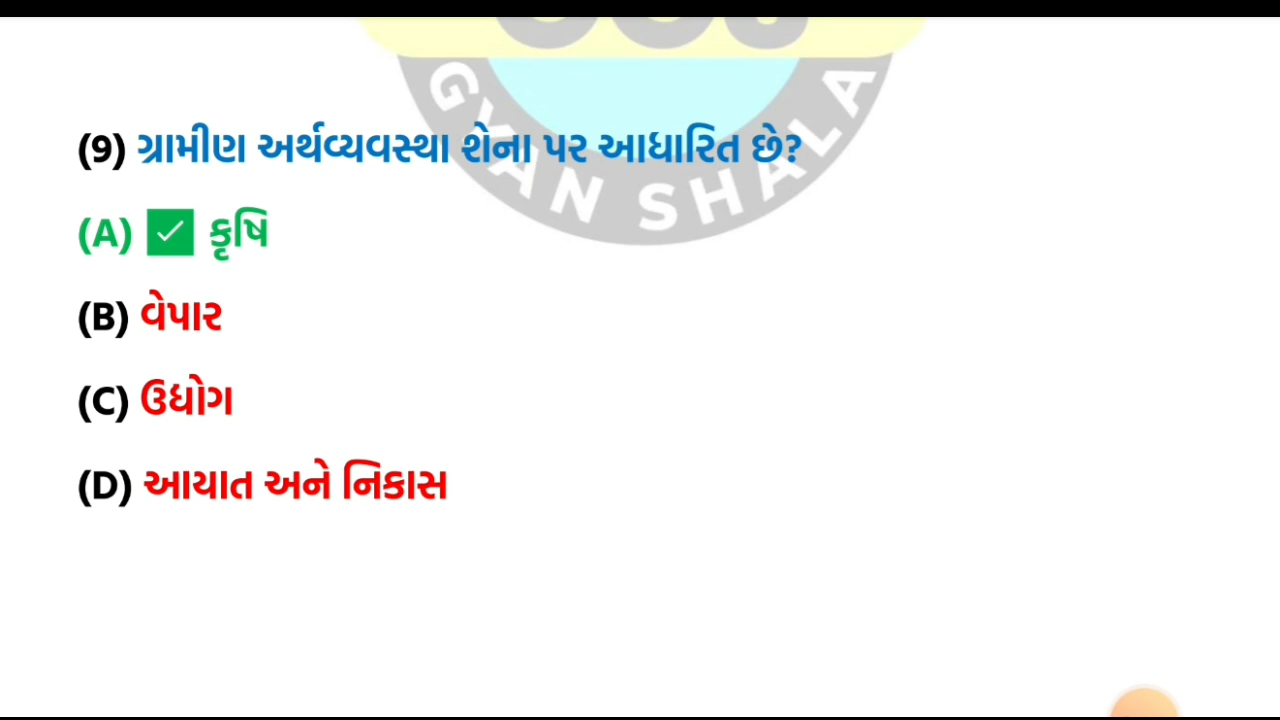 GYAN SHALA
(9) ગ્રામીણ અર્થવ્યવસ્થા શેના પર આધારિત છે?
(A) ✅ કૃષિ
(B) વેપાર
(C) ઉદ્યોગ
(D) આયાત અને નિકાસ